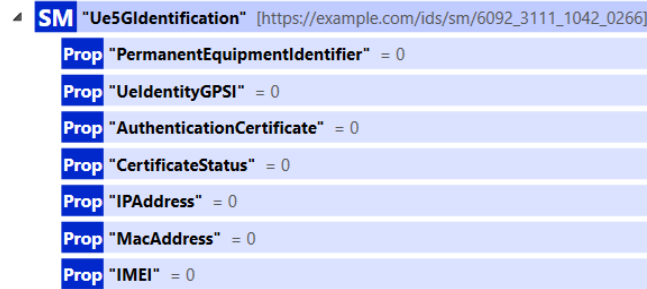 SM "Ue5GIdentification" [https://example.com/ids/sm/6092_3111_1042_0266]
Prop "PermanentEquipmentIdentifier" = 0
Prop "UeIdentityGPSI" = 0
Prop "AuthenticationCertificate" = 0
Prop "CertificateStatus" = 0
Prop "IPAddress" = 0
Prop "MacAddress" = 0
Prop "IMEI" = 0